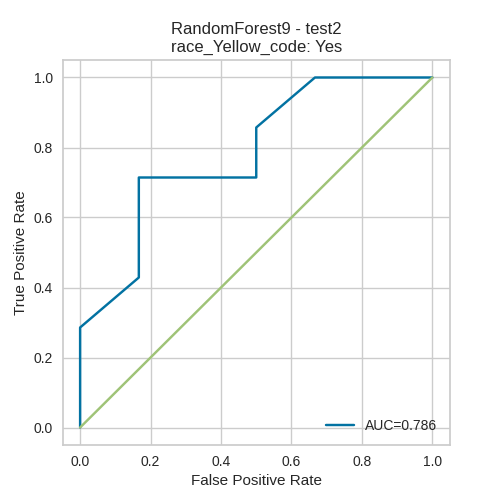 RandomForest9 - test2
race_Yellow_code: Yes
1.0
0.8
0.6
0.4
0.2
0.0
True Positive Rate
AUC=0.786
0.0 0.2 0.4 0.6 0.8 1.0
False Positive Rate